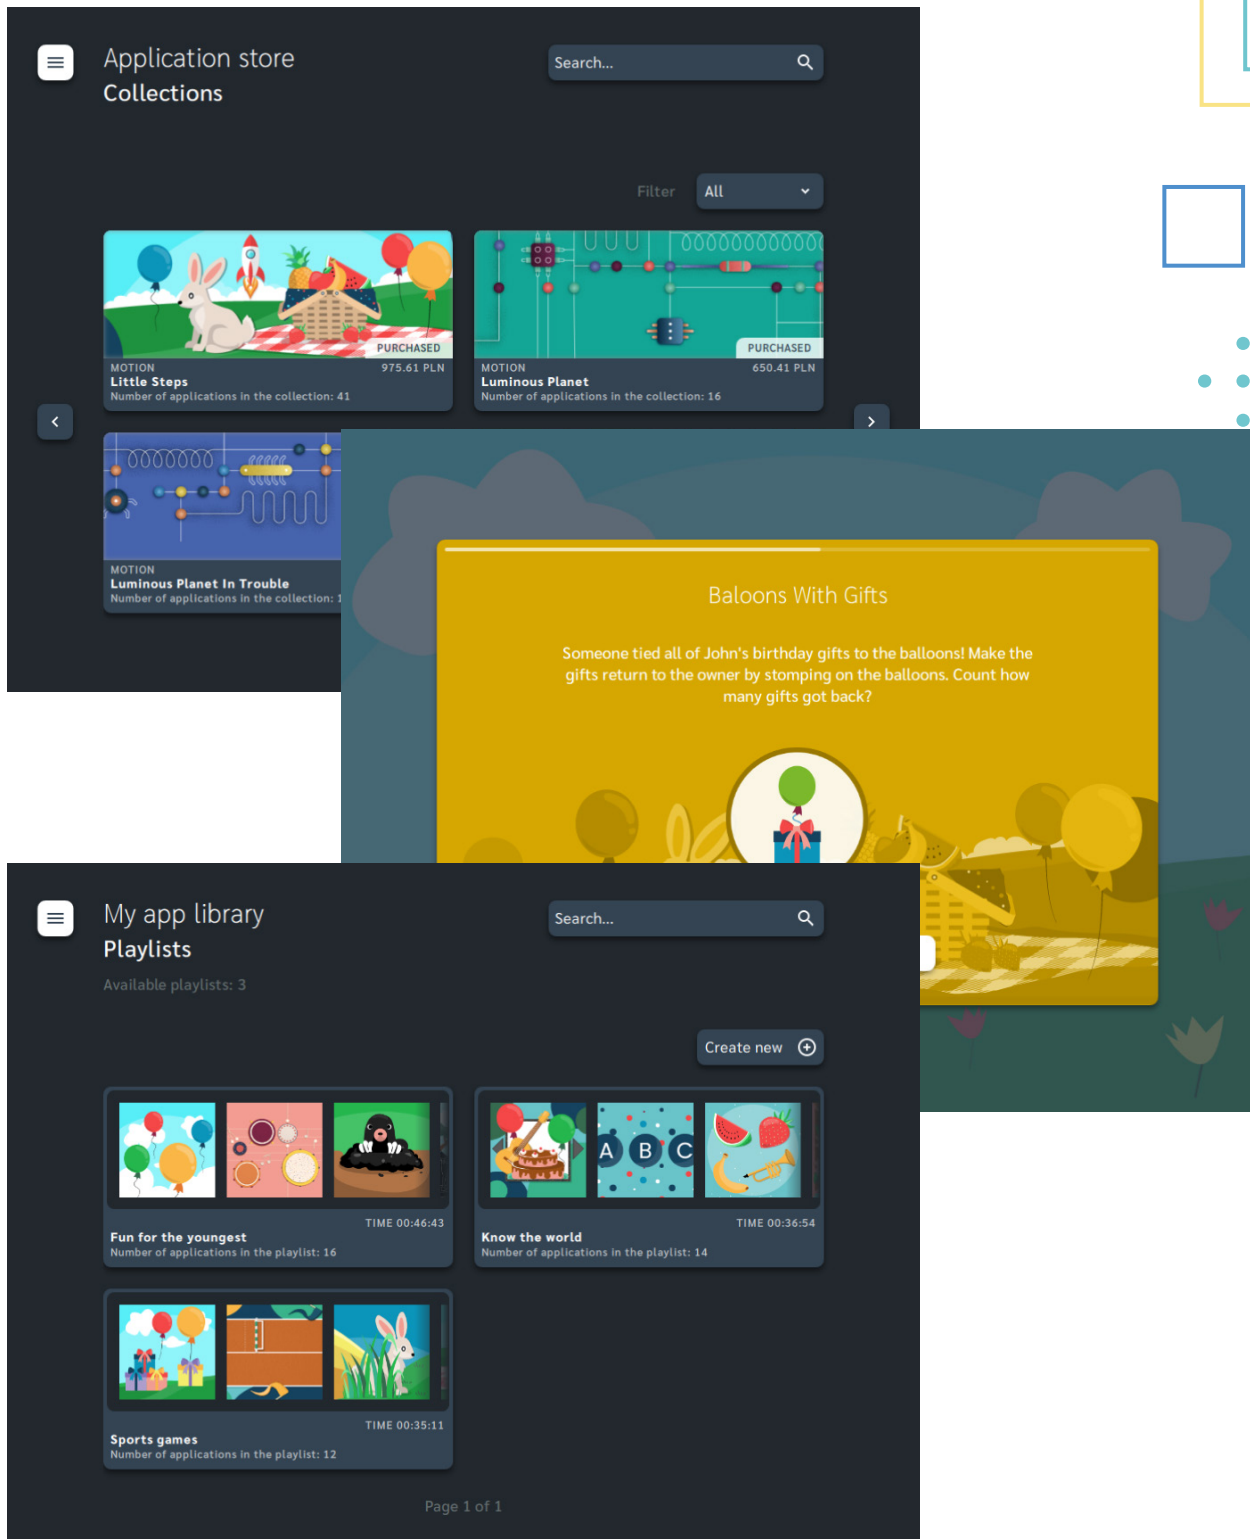 Application store
Collections
Search...
Filter
All
PURCHASED
MOTION
975.61 PLN
Little Steps
Number of applications in the collection: 41
PURCHASED
MOTION
650.41 PLN
Luminous Planet
Number of applications in the collection: 16
MOTION
Luminous Planet In Trouble
Number of applications in the collection:
Baloons With Gifts
Someone tied all of John's birthday gifts to the balloons! Make the
gifts return to the owner by stomping on the balloons. Count how
many gifts got back?
My app library
Playlists
Available playlists: 3
Search...
Create new
TIME 00:46:43
Fun for the youngest
Number of applications in the playlist: 16
A B C
TIME 00:36:54
Know the world
Number of applications in the playlist: 14
TIME 00:35:11
Sports games
Number of applications in the playlist: 12
Page 1 of 1